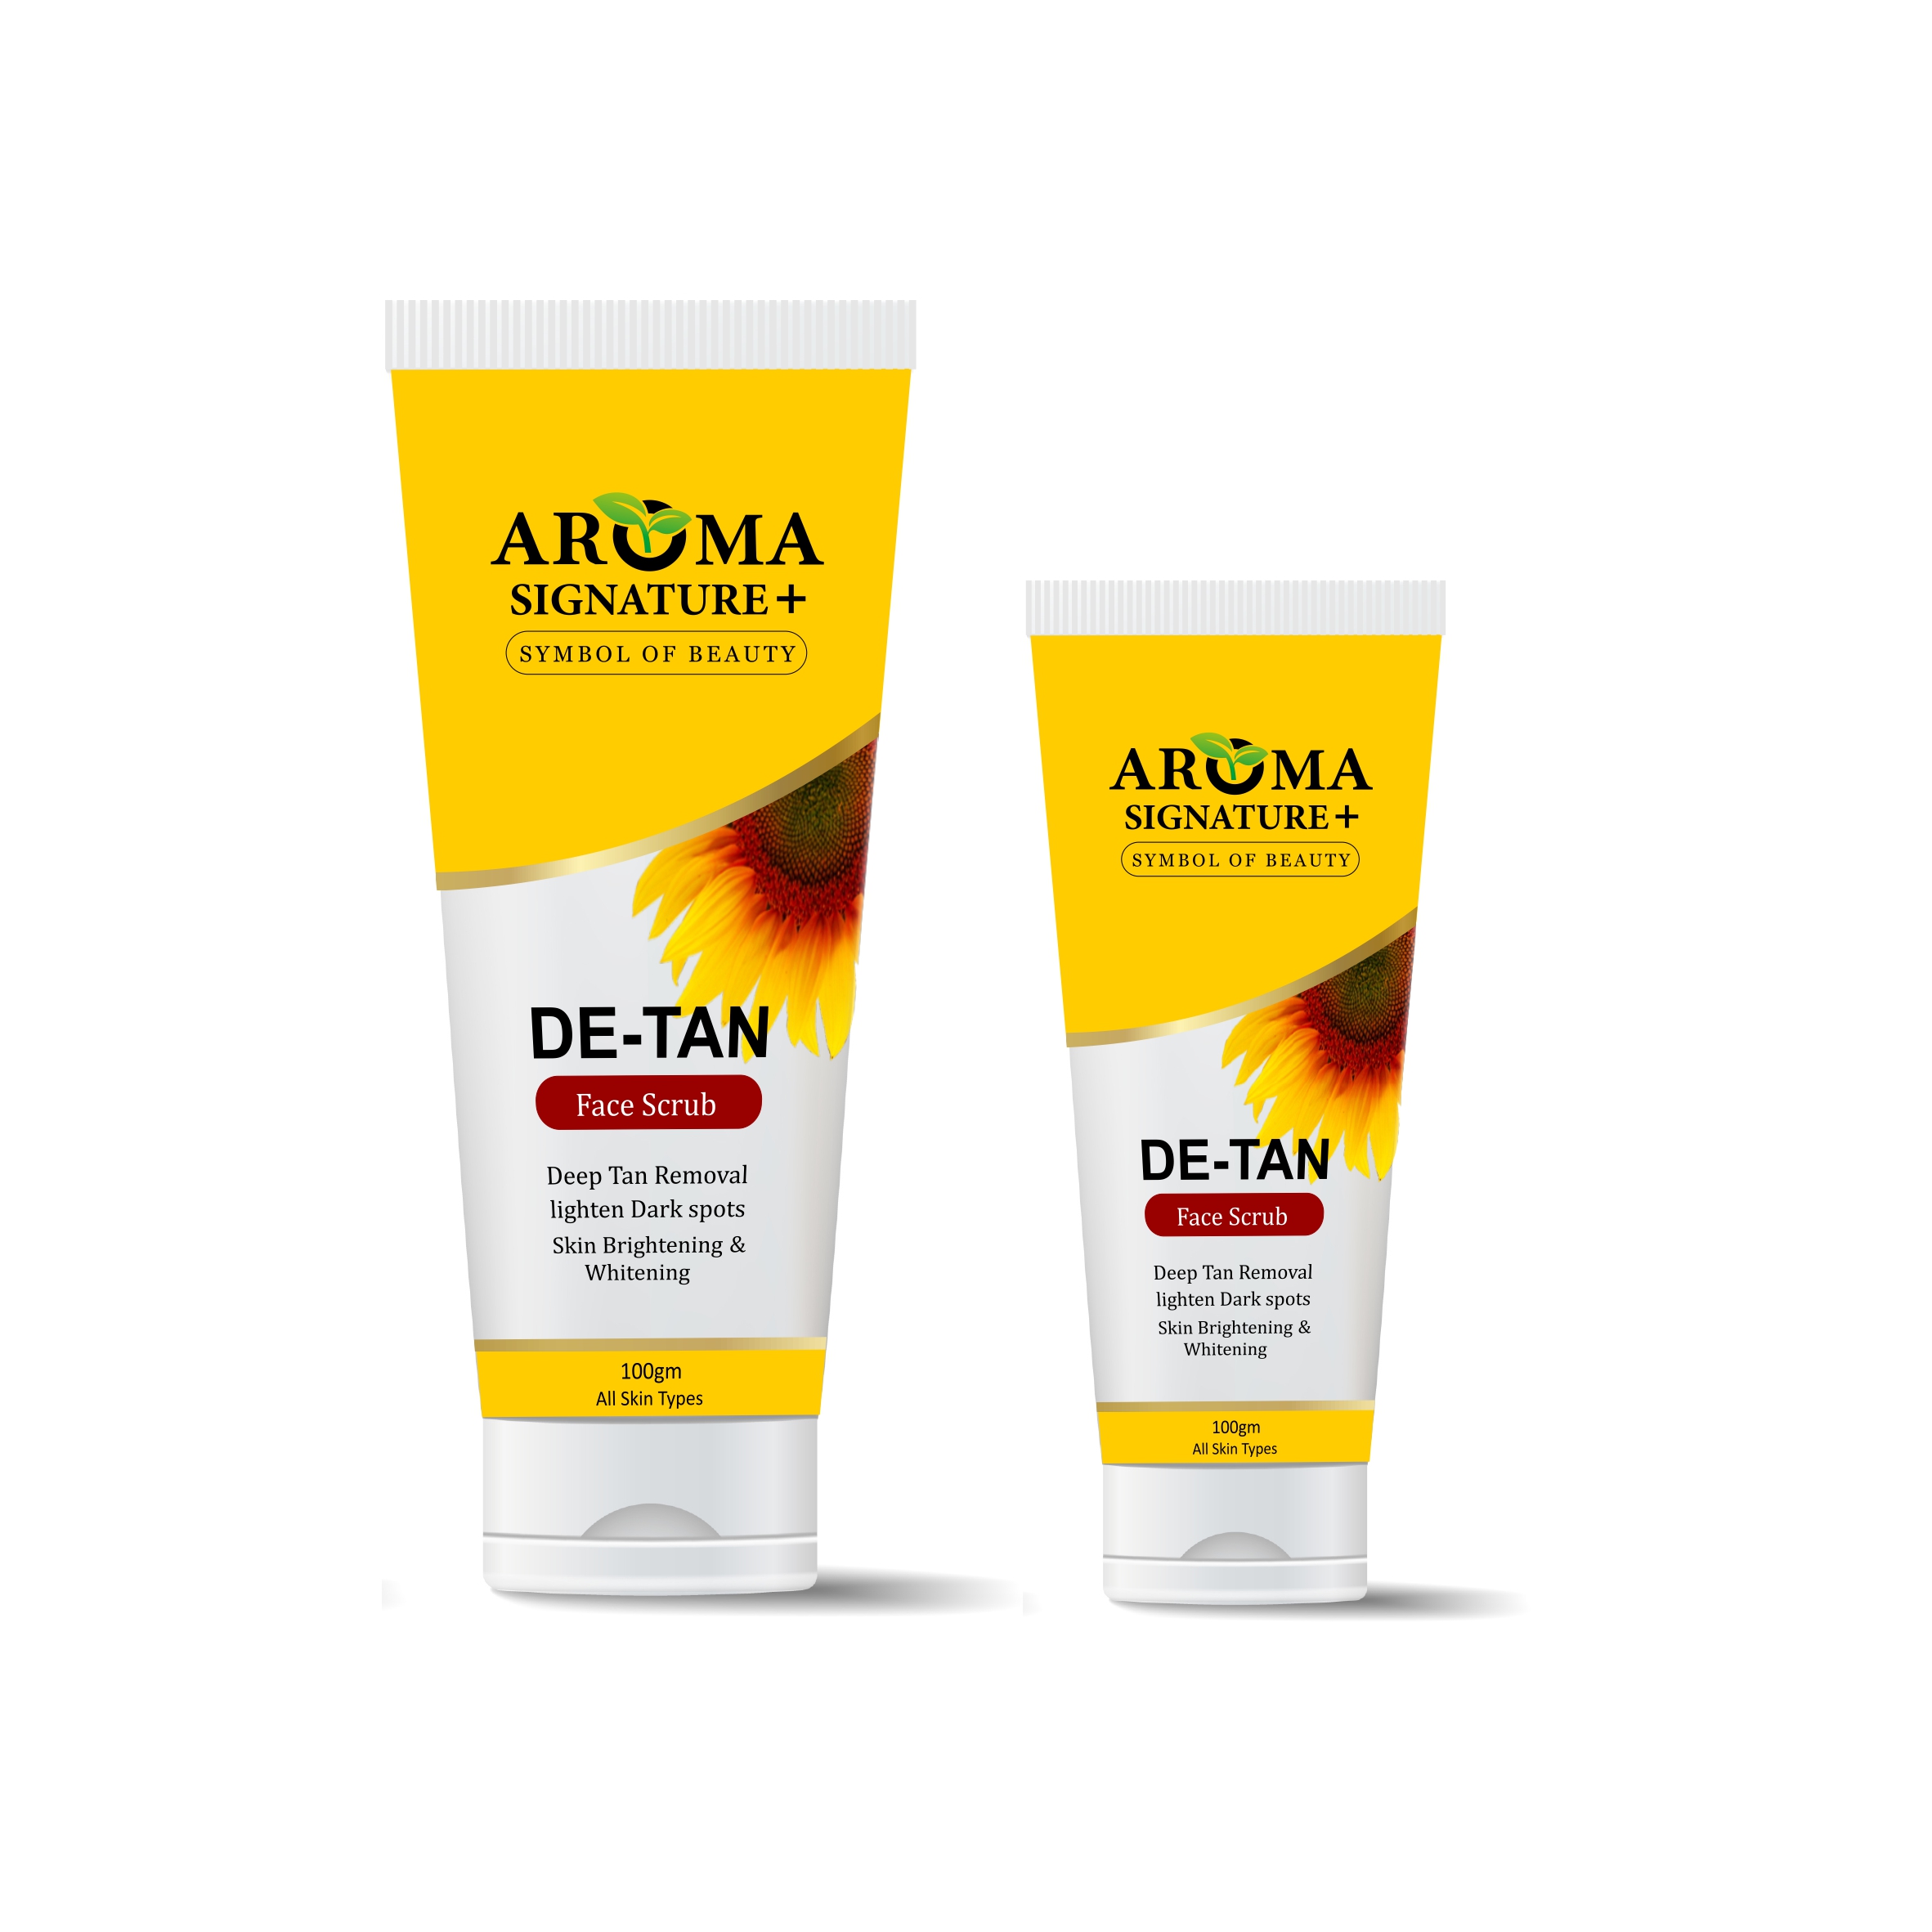 AROMA
SIGNATURE+
SYMBOL OF BEAUTY
DE-TAN
Face Scrub
Deep Tan Removal
lighten Dark spots
Skin Brightening &
Whitening
100gm
All Skin Types
AROMA
SIGNATURE+
SYMBOL OF BEAUTY
DE-TAN
Face Scrub
Deep Tan Removal
lighten Dark spots
Skin Brightening &
Whitening
100gm
All Skin Types